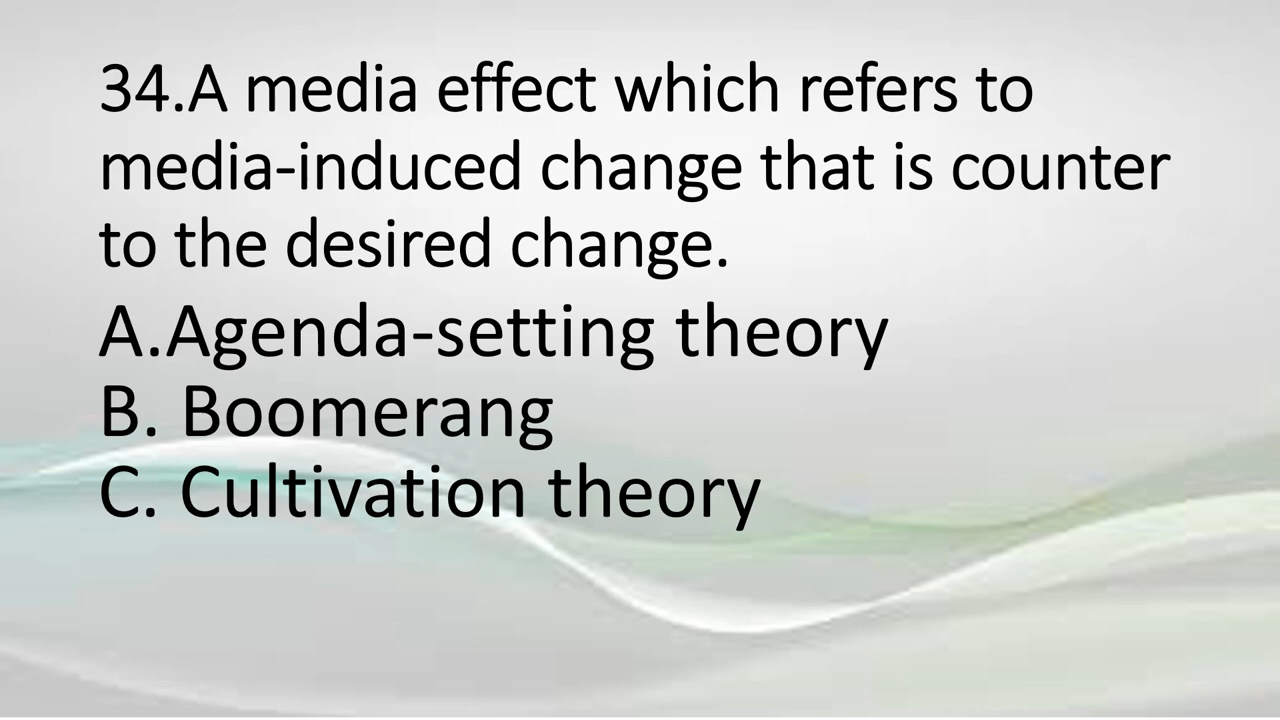 34.A media effect which refers to
media-induced change that is counter
to the desired change.
A.Agenda-setting theory
B. Boomerang
C. Cultivation theory